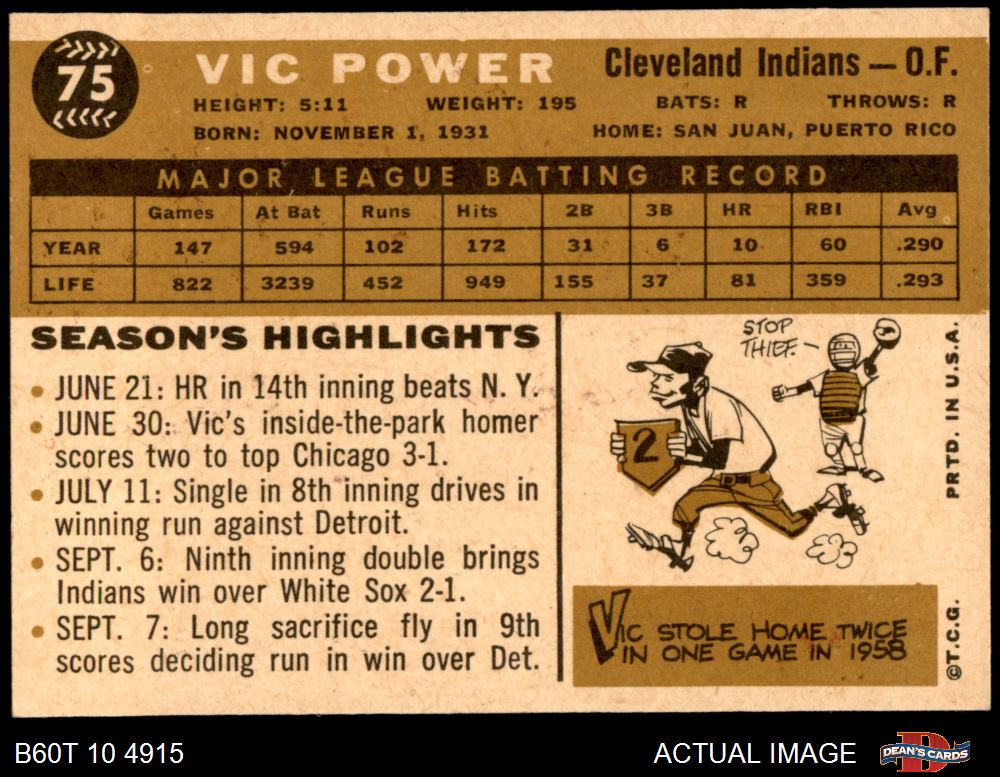 75
VIC POWER
Cleveland Indians — O.F.
HEIGHT: 5:11 WEIGHT: 195 BATS: R THROWS: R
BORN: NOVEMBER 1, 1931 HOME: SAN JUAN, PUERTO RICO
MAJOR LEAGUE BATTING RECORD
Games At Bat Runs Hits 2B 3B HR RBI Avg
YEAR 147 594 102 172 31 6 10 60 .290
LIFE 822 3239 452 949 155 37 81 359 .293
SEASON'S HIGHLIGHTS
• JUNE 21: HR in 14th inning beats N. Y.
• JUNE 30: Vic's inside-the-park homer
scores two to top Chicago 3-1.
• JULY 11: Single in 8th inning drives in
winning run against Detroit.
• SEPT. 6: Ninth inning double brings
Indians win over White Sox 2-1.
• SEPT. 7: Long sacrifice fly in 9th
scores deciding run in win over Det.
STOP
THIEF.
2
VIC STOLE HOME TWICE
IN ONE GAME IN 1958
©T.C.G. PRTD. IN U.S.A.
B60T 10 4915
ACTUAL IMAGE
D
DEAN'S CARDS